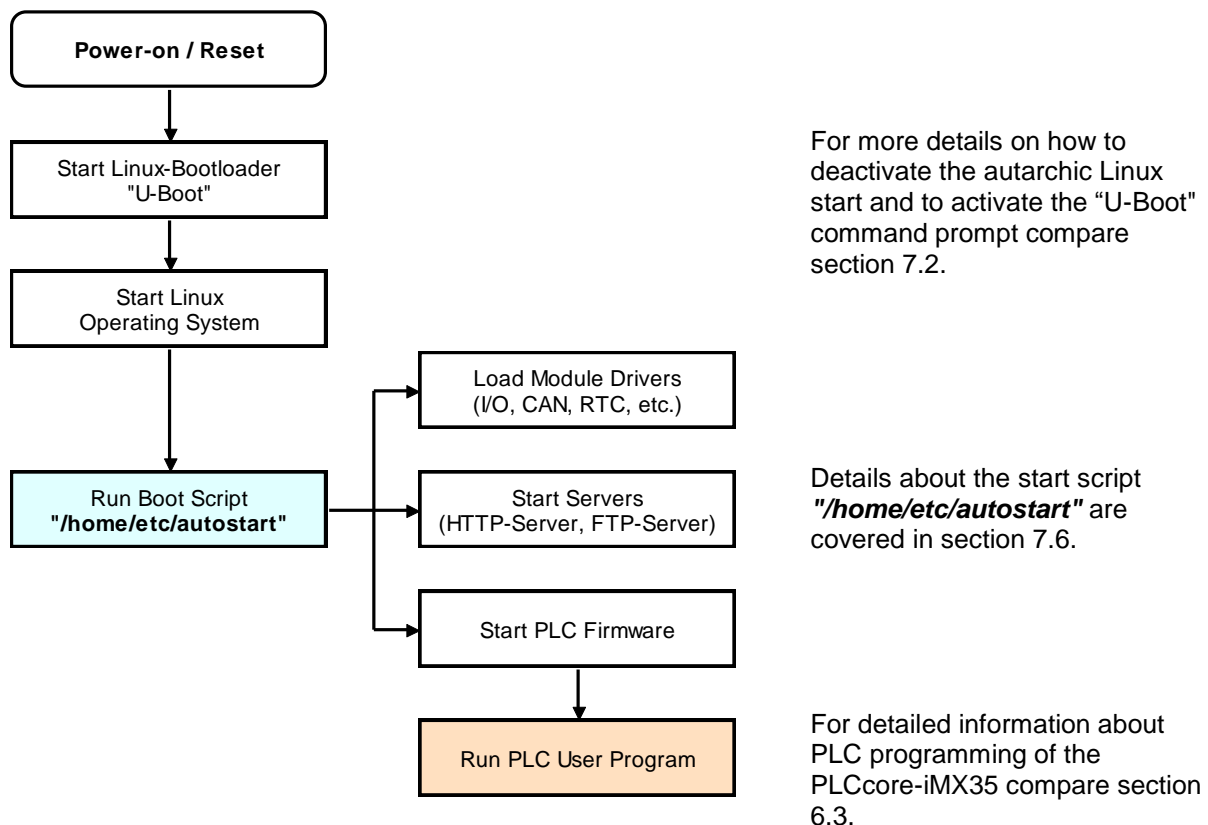 Power-on / Reset
Start Linux-Bootloader
"U-Boot"
For more details on how to
deactivate the autarchic Linux
start and to activate the “U-Boot"
command prompt compare
section 7.2.
Start Linux
Operating System
Load Module Drivers
(I/O, CAN, RTC, etc.)
Run Boot Script
"/home/etc/autostart"
Start Servers
(HTTP-Server, FTP-Server)
Details about the start script
"/home/etc/autostart" are
covered in section 7.6.
Start PLC Firmware
Run PLC User Program
For detailed information about
PLC programming of the
PLCcore-iMX35 compare section
6.3.